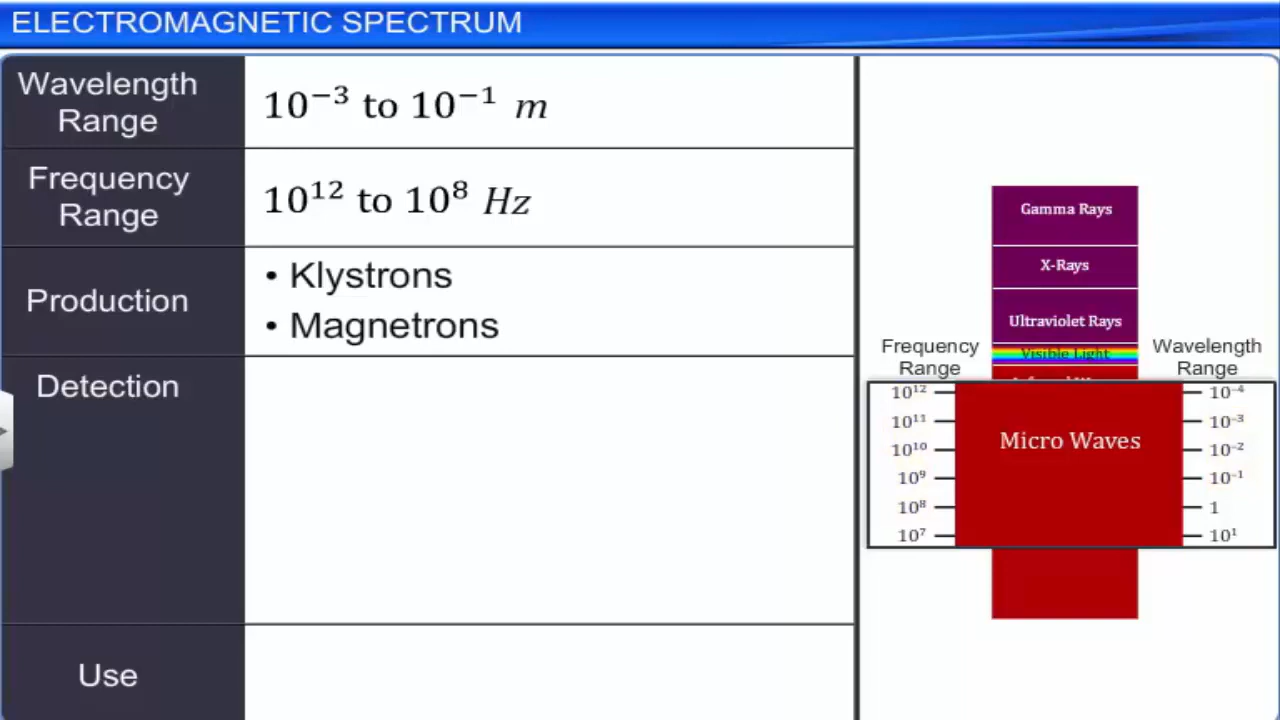 ELECTROMAGNETIC SPECTRUM
Wavelength
Range
10⁻³ to 10⁻¹ m
Frequency
Range
10¹² to 10⁸ Hz
Production
• Klystrons
• Magnetrons
Detection
Use
Gamma Rays
X-Rays
Ultraviolet Rays
Visible Light
Frequency
Range
Wavelength
Range
10¹²
10¹¹
10¹⁰
10⁹
10⁸
10⁷
Micro Waves
10⁻⁴
10⁻³
10⁻²
10⁻¹
1
10¹